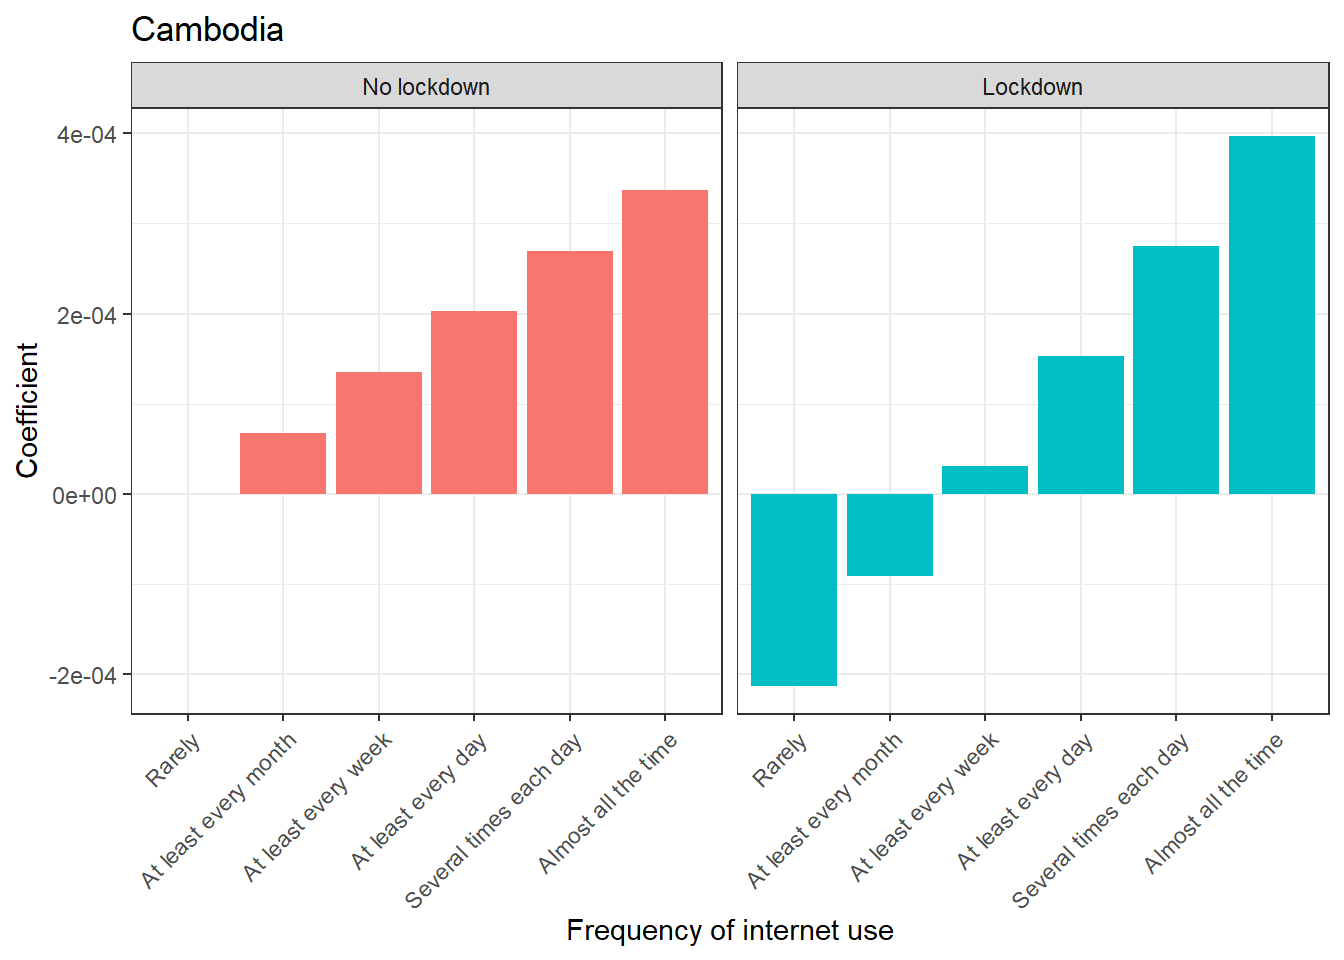 Cambodia
No lockdown
Lockdown
Coefficient
4e-04
2e-04
0e+00
-2e-04
Rarely
At least every month
At least every week
At least every day
Several times each day
Almost all the time
Rarely
At least every month
At least every week
At least every day
Several times each day
Almost all the time
Frequency of internet use